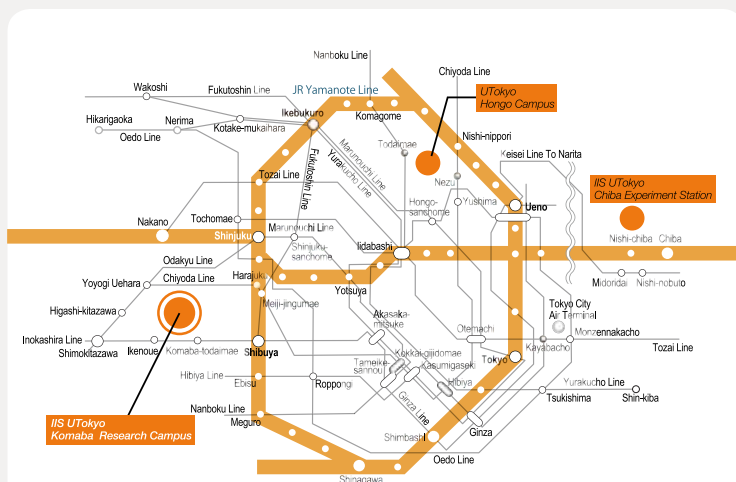 Nanboku Line
Chiyoda Line
Wakoshi
Fukutoshin Line
JR Yamanote Line
UTokyo
Hongo Campus
Ikebukuro
Komagome
Hikarigaoka
Nerima
Kotake-mukaihara
Oedo Line
Marunouchi Line
Yurakucho Line
Todaimae
Nishi-nippori
Keisei Line To Narita
Fukutoshin Line
Tozai Line
Nezu
IIS UTokyo
Chiba Experiment Station
Hongo-
sanchome
Yushima
Ueno
Nakano
Tochomae
Marunouchi Line
Shinjuku
Shinjuku-
sanchome
Iidabashi
Nishi-chiba
Chiba
Odakyu Line
Chiyoda Line
Yoyogi Uehara
Harajuku
Meiji-jingumae
Yotsuya
Midoridai
Nishi-nobuto
Higashi-kitazawa
Akasaka-
mitsuke
Otemachi
Tokyo City
Air Terminal
Monzennakacho
Kayabacho
Tozai Line
Inokashira Line
Shimokitazawa
Ikenoue
Komaba-todaimae
Shibuya
Kokkai-gijidomae
Tameike-
sannou
Kasumigaseki
Tokyo
Hibiya Line
Ebisu
Roppongi
Hibiya
Yurakucho Line
Tsukishima
Shin-kiba
Nanboku Line
Meguro
Ginza Line
Ginza
Shimbashi
Oedo Line
IIS UTokyo
Komaba Research Campus
Shinagawa